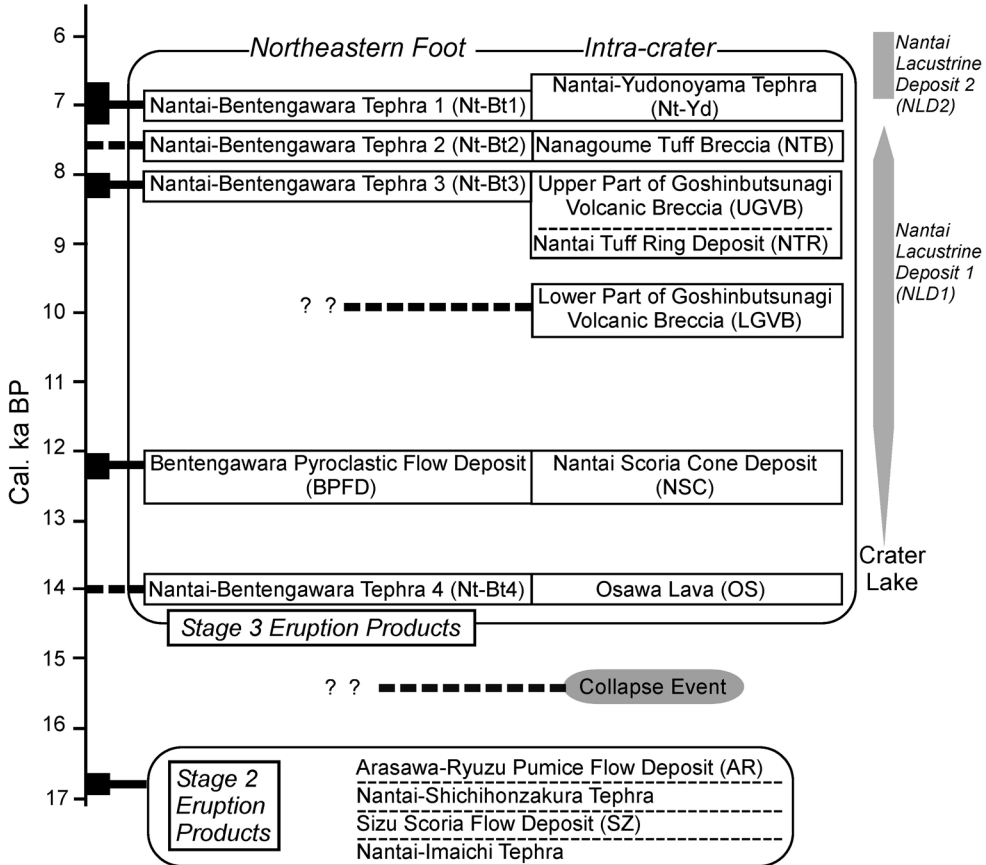 Northeastern Foot
Intra-crater
6
7
8
9
10
11
12
13
14
15
16
17
Cal. ka BP
Nantai-Bentengawara Tephra 1 (Nt-Bt1)
Nantai-Yudonoyama Tephra
(Nt-Yd)
Nantai-Bentengawara Tephra 2 (Nt-Bt2)
Nanagoume Tuff Breccia (NTB)
Nantai-Bentengawara Tephra 3 (Nt-Bt3)
Upper Part of Goshinbutsunagi
Volcanic Breccia (UGVB)
Nantai Tuff Ring Deposit (NTR)
? ?
Lower Part of Goshinbutsunagi
Volcanic Breccia (LGVB)
Bentengawara Pyroclastic Flow Deposit
(BPFD)
Nantai Scoria Cone Deposit
(NSC)
Nantai-Bentengawara Tephra 4 (Nt-Bt4)
Osawa Lava (OS)
Stage 3 Eruption Products
? ?
Collapse Event
Stage 2
Eruption
Products
Arasawa-Ryuzu Pumice Flow Deposit (AR)
Nantai-Shichihonzakura Tephra
Sizu Scoria Flow Deposit (SZ)
Nantai-Imaichi Tephra
Nantai
Lacustrine
Deposit 2
(NLD2)
Nantai
Lacustrine
Deposit 1
(NLD1)
Crater
Lake